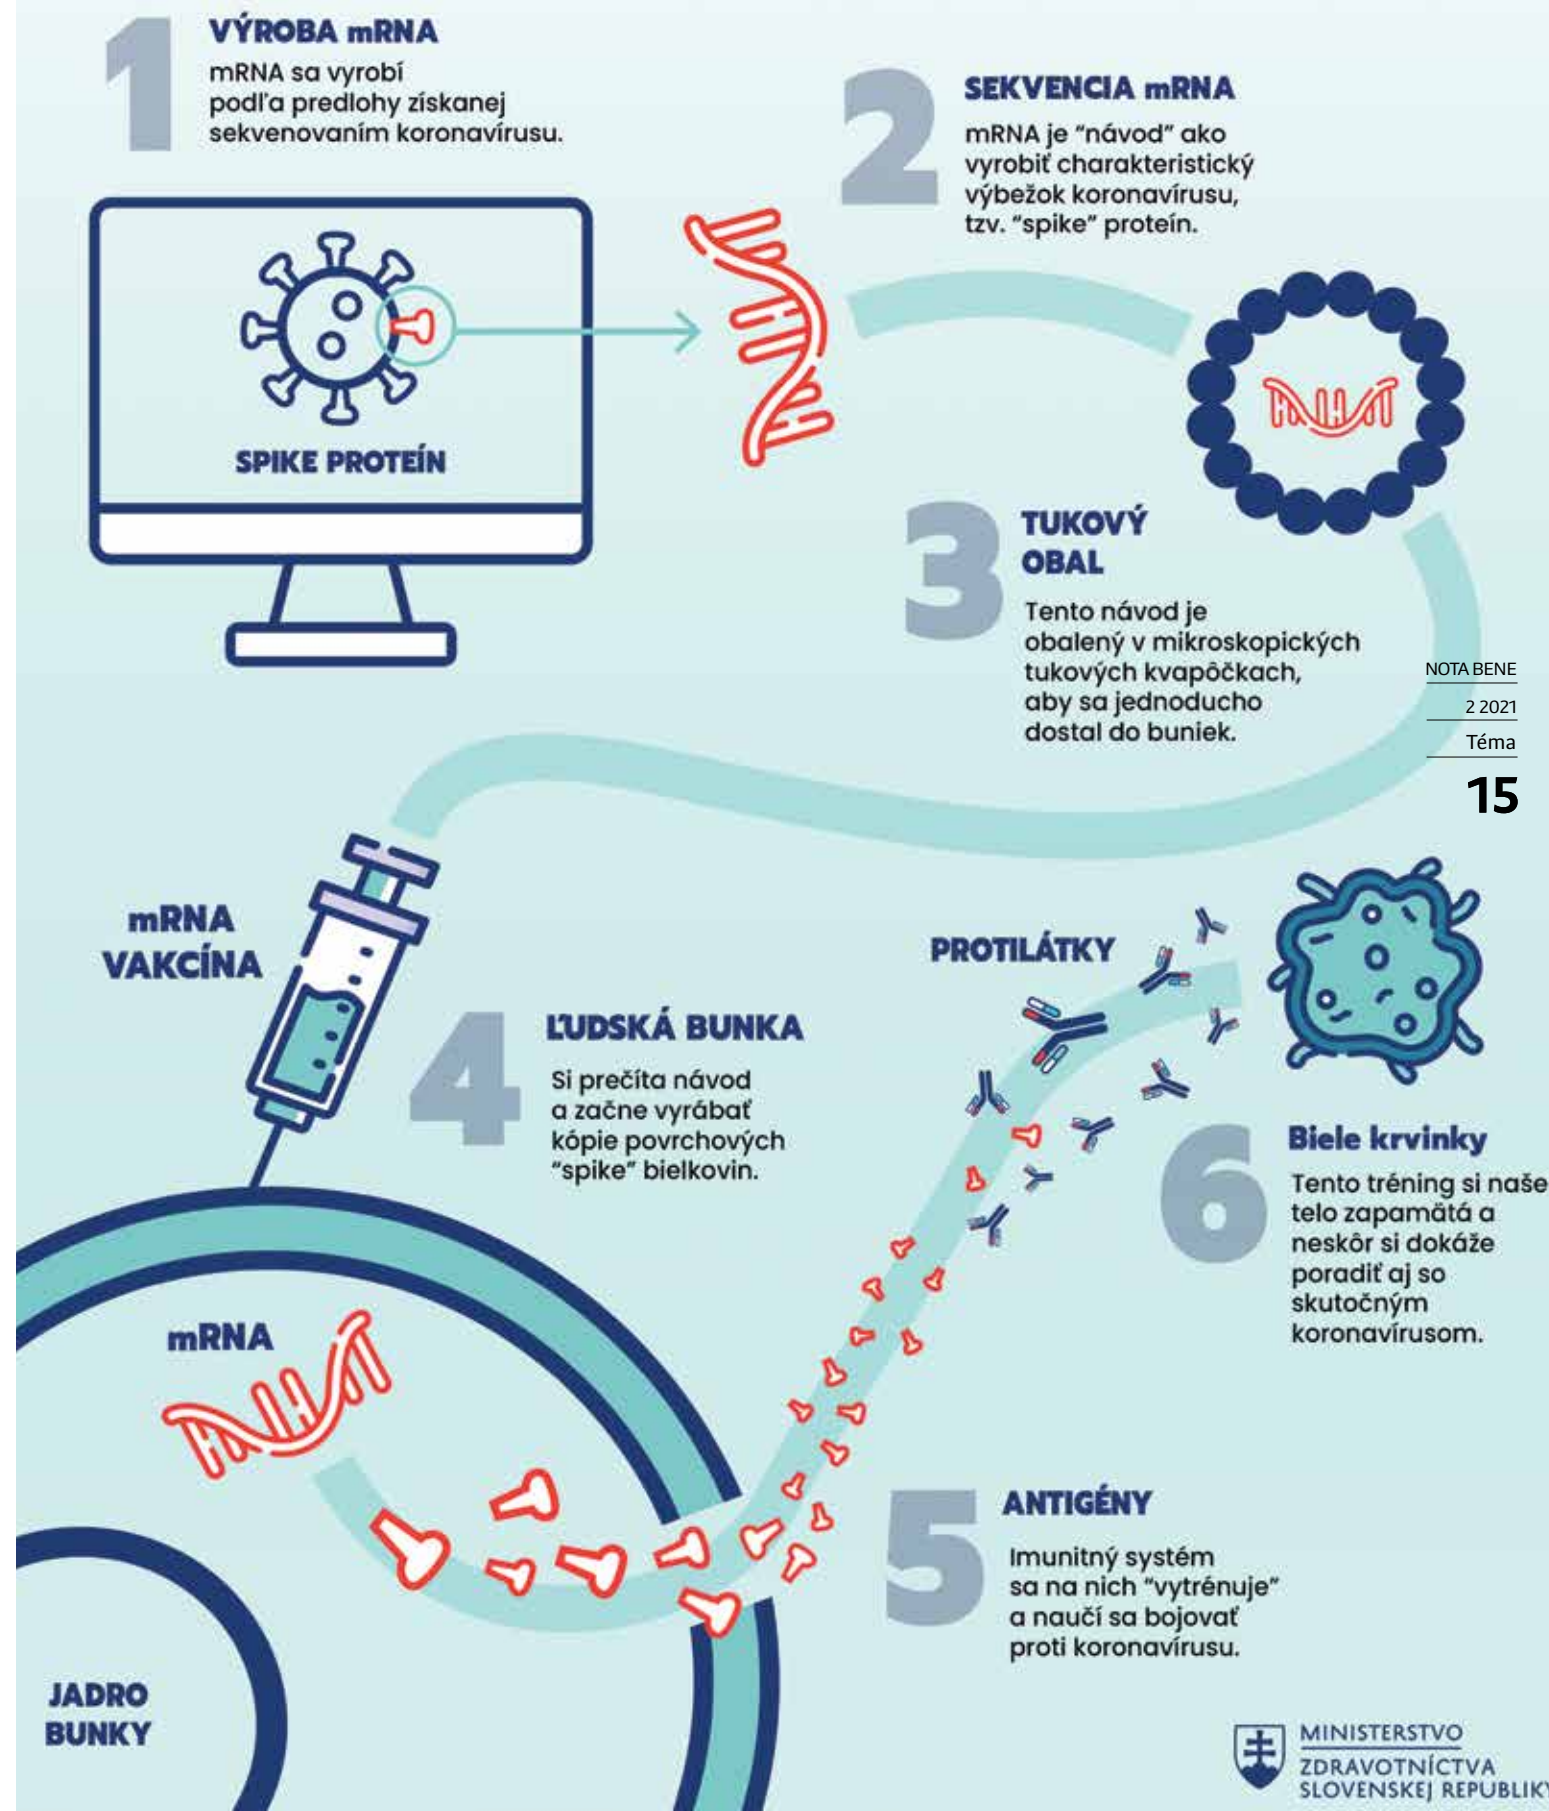 1
VÝROBA mRNA
mRNA sa vyrobí
podľa predlohy získanej
sekvenovaním koronavírusu.
2
SEKVENCIA mRNA
mRNA je “návod” ako
vyrobiť charakteristický
výbežok koronavírusu,
tzv. “spike” proteín.
SPIKE PROTEÍN
3
TUKOVÝ
OBAL
Tento návod je
obalený v mikroskopických
tukových kvapôčkach,
aby sa jednoducho
dostal do buniek.
NOTA BENE
2 2021
Téma
15
mRNA
VAKCÍNA
4
ĽUDSKÁ BUNKA
Si prečíta návod
a začne vyrábať
kópie povrchových
“spike” bielkovin.
PROTILÁTKY
6
Biele krvinky
Tento tréning si naše
telo zapamätá a
neskôr si dokáže
poradiť aj so
skutočným
koronavírusom.
mRNA
5
ANTIGÉNY
Imunitný systém
sa na nich “vytrénuje”
a naučí sa bojovať
proti koronavírusu.
JADRO
BUNKY
MINISTERSTVO
ZDRAVOTNÍCTVA
SLOVENSKEJ REPUBLIKY